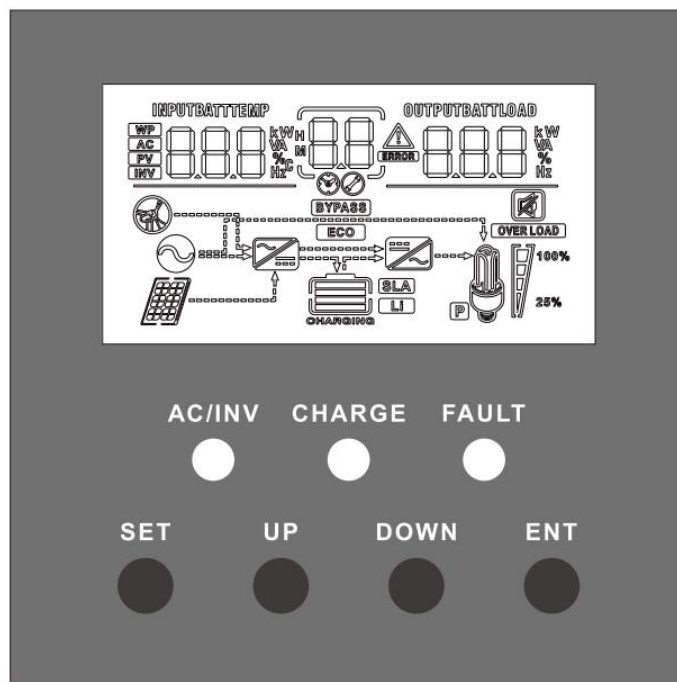 INPUTBATTTEMP OUTPUTBATTLOAD
WP kW H kW
AC VA M VA
PV % ERROR %
INV Hz °C Hz
BYPASS
ECO OVER LOAD
100%
SLA
LI P 25%
CHARGING
AC/INV CHARGE FAULT
SET UP DOWN ENT